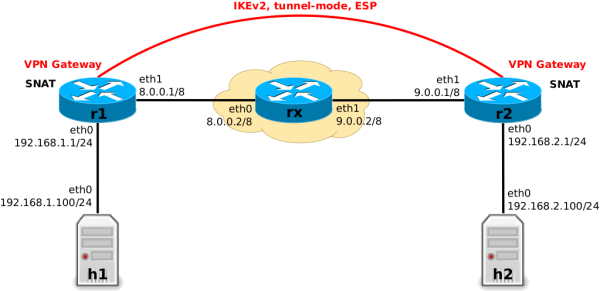 IKEv2, tunnel-mode, ESP
VPN Gateway
SNAT
VPN Gateway
SNAT
eth1
8.0.0.1/8
eth0
8.0.0.2/8
eth1
9.0.0.2/8
eth1
9.0.0.1/8
r1
rx
r2
eth0
192.168.1.1/24
eth0
192.168.2.1/24
eth0
192.168.1.100/24
eth0
192.168.2.100/24
h1
h2